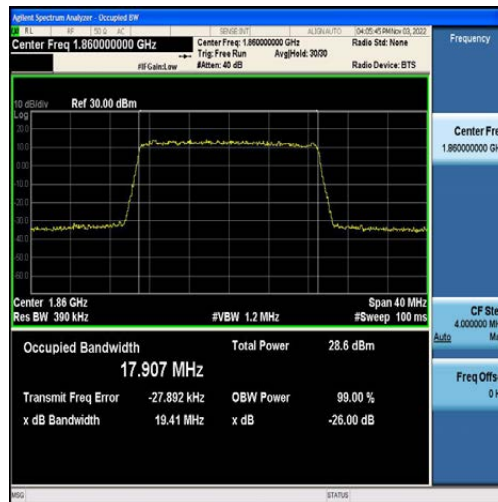 Agilent Spectrum Analyzer - Occupied BW
RL RF 50 Ω AC SENSE:INT ALIGN AUTO 04:05:45 PM Nov 03, 2022
Center Freq 1.860000000 GHz Center Freq: 1.860000000 GHz Radio Std: None Frequency
Trig: Free Run Avg|Hold: 30/30
#IFGain:Low #Atten: 40 dB Radio Device: BTS
10 dB/div Ref 30.00 dBm
Log
20.0
10.0
0.00
-10.0
-20.0
-30.0
-40.0
-50.0
-60.0
Center Fre
1.860000000 GH
Center 1.86 GHz Span 40 MHz
Res BW 390 kHz #VBW 1.2 MHz #Sweep 100 ms
CF Ste
4.000000 MH
Auto Ma
Occupied Bandwidth Total Power 28.6 dBm
17.907 MHz
Transmit Freq Error -27.892 kHz OBW Power 99.00 %
x dB Bandwidth 19.41 MHz x dB -26.00 dB
Freq Offs
0 H
MSG STATUS